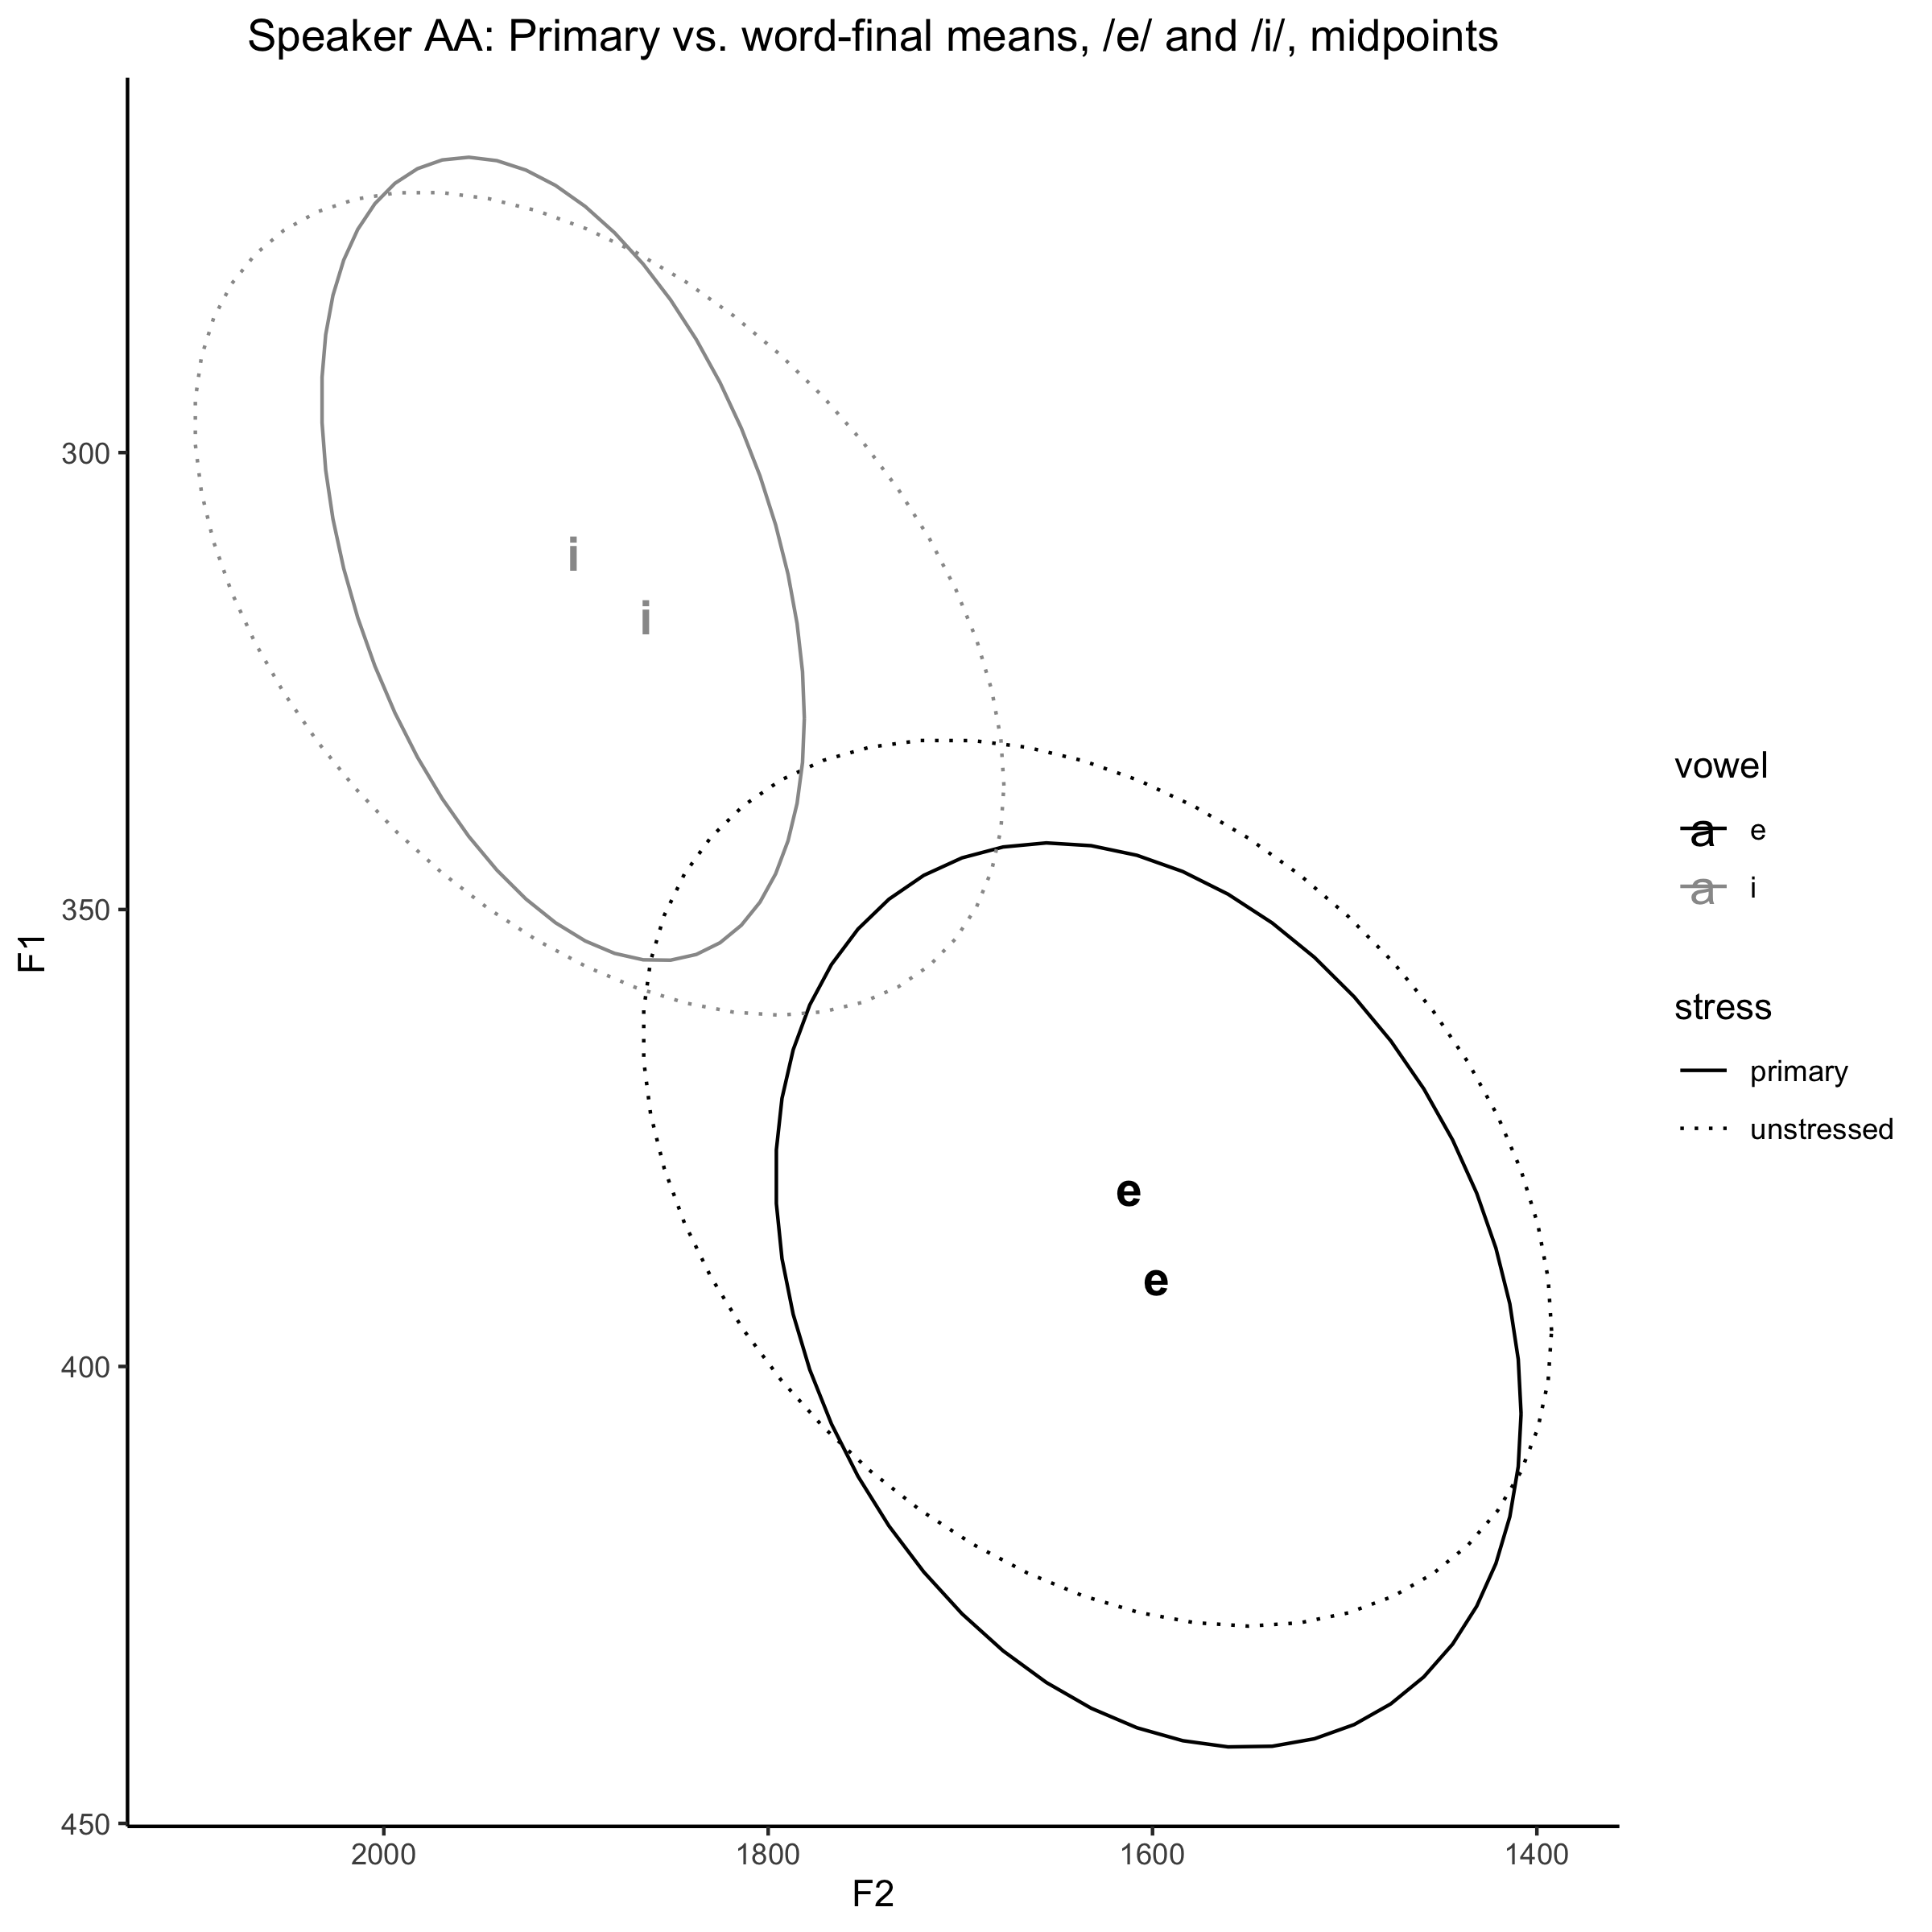 Speaker AA: Primary vs. word-final means, /e/ and /i/, midpoints
300
350
400
450
F1
2000
1800
1600
1400
F2
i
i
e
e
vowel
a e
a i
stress
primary
unstressed